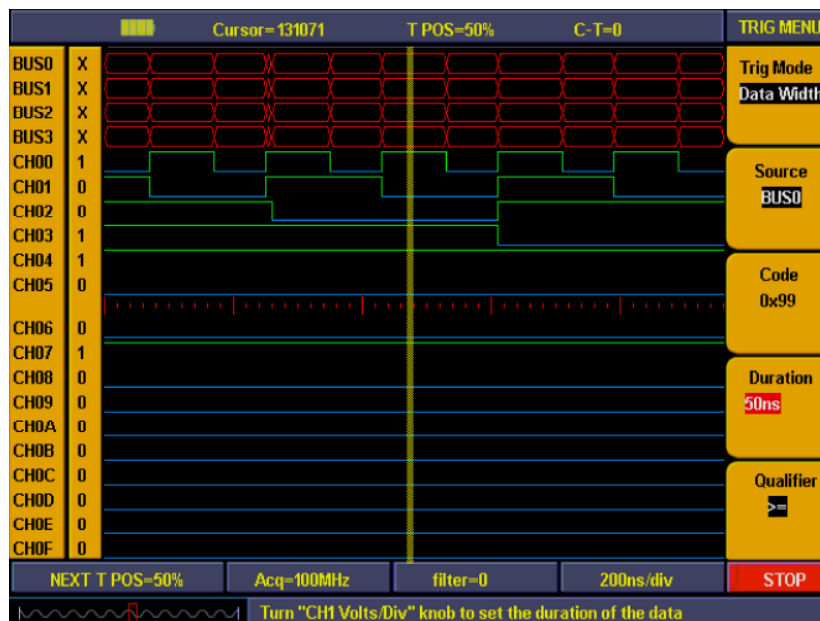 Cursor=131071 T POS=50% C-T=0 TRIG MENU
BUS0 X
BUS1 X
BUS2 X
BUS3 X
CH00 1
CH01 0
CH02 0
CH03 1
CH04 1
CH05 0
CH06 0
CH07 1
CH08 0
CH09 0
CH0A 0
CH0B 0
CH0C 0
CH0D 0
CH0E 0
CH0F 0
Trig Mode
Data Width
Source
BUS0
Code
0x99
Duration
50ns
Qualifier
>=
NEXT T POS=50% Acq=100MHz filter=0 200ns/div STOP
Turn "CH1 Volts/Div" knob to set the duration of the data